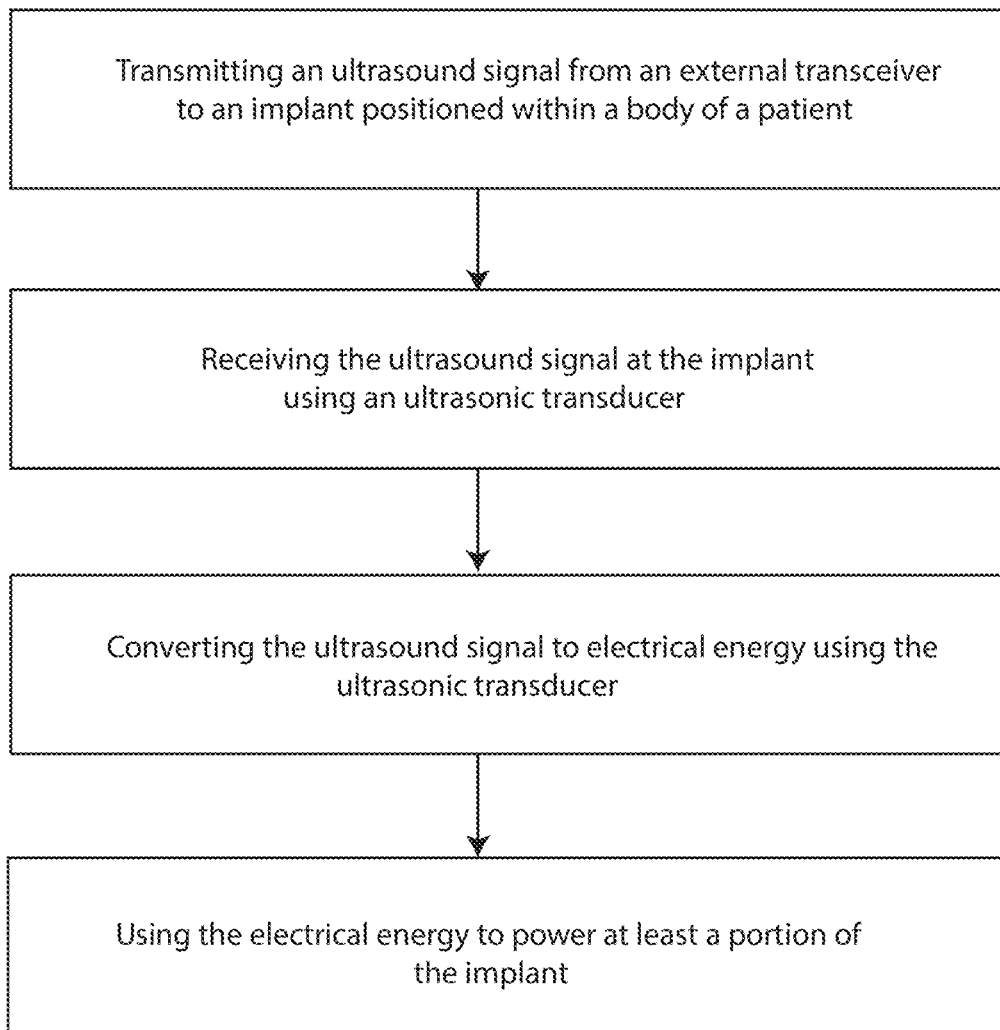 Transmitting an ultrasound signal from an external transceiver
to an implant positioned within a body of a patient
Receiving the ultrasound signal at the implant
using an ultrasonic transducer
Converting the ultrasound signal to electrical energy using the
ultrasonic transducer
Using the electrical energy to power at least a portion of
the implant